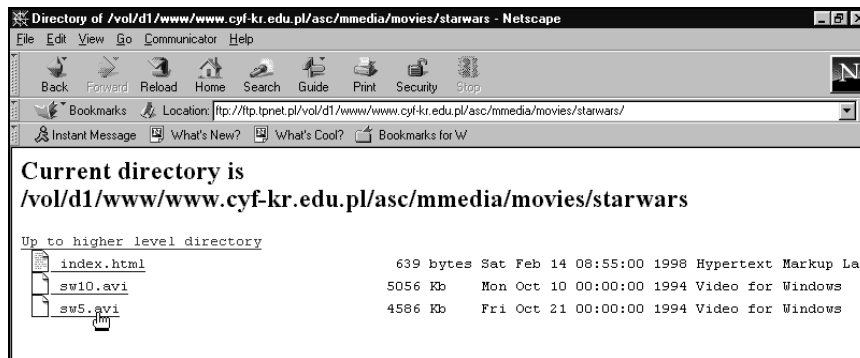 Directory of /vol/d1/www/www.cyf-kr.edu.pl/asc/mmedia/movies/starwars - Netscape
File Edit View Go Communicator Help
Back Forward Reload Home Search Guide Print Security Stop
N
Bookmarks Location: ftp://ftp.tpnet.pl/vol/d1/www/www.cyf-kr.edu.pl/asc/mmedia/movies/starwars/
Instant Message What's New? What's Cool? Bookmarks for W
Current directory is
/vol/d1/www/www.cyf-kr.edu.pl/asc/mmedia/movies/starwars
Up to higher level directory
index.html 639 bytes Sat Feb 14 08:55:00 1998 Hypertext Markup La
sw10.avi 5056 Kb Mon Oct 10 00:00:00 1994 Video for Windows
sw5.avi 4586 Kb Fri Oct 21 00:00:00 1994 Video for Windows